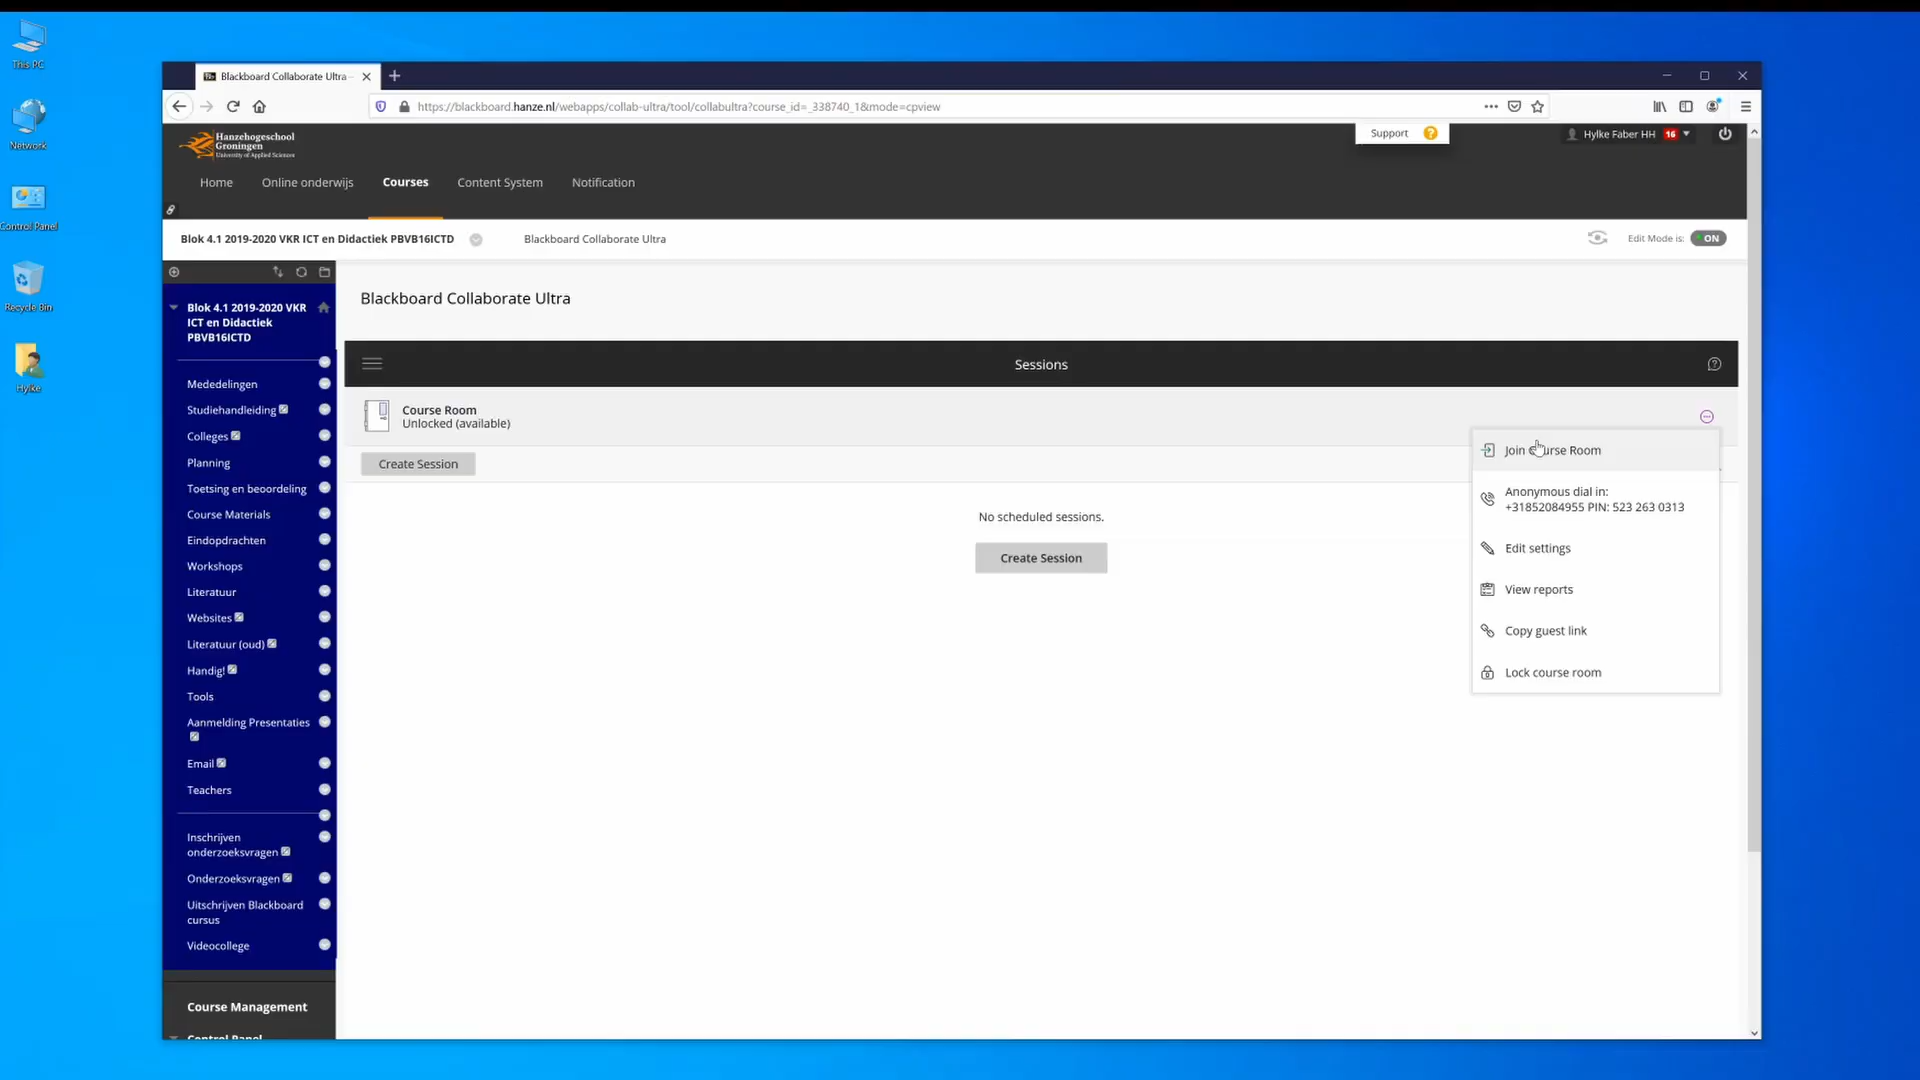 This PC
Network
Control Panel
Recycle Bin
Hylke
Blackboard Collaborate Ultra
https://blackboard.hanze.nl/webapps/collab-ultra/tool/collabultra?course_id=_338740_1&mode=cpview
Hanzehogeschool
Groningen
University of Applied Sciences
Support ?
Hylke Faber HH 16
Home Online onderwijs Courses Content System Notification
Blok 4.1 2019-2020 VKR ICT en Didactiek PBVB16ICTD Blackboard Collaborate Ultra
Edit Mode is: ON
Blok 4.1 2019-2020 VKR
ICT en Didactiek
PBVB16ICTD
Mededelingen
Studiehandleiding
Colleges
Planning
Toetsing en beoordeling
Course Materials
Eindopdrachten
Workshops
Literatuur
Websites
Literatuur (oud)
Handig!
Tools
Aanmelding Presentaties
Email
Teachers
Inschrijven
onderzoeksvragen
Onderzoeksvragen
Uitschrijven Blackboard
cursus
Videocollege
Course Management
Control Panel
Blackboard Collaborate Ultra
Sessions
Course Room
Unlocked (available)
Create Session
No scheduled sessions.
Create Session
Join Course Room
Anonymous dial in:
+31852084955 PIN: 523 263 0313
Edit settings
View reports
Copy guest link
Lock course room